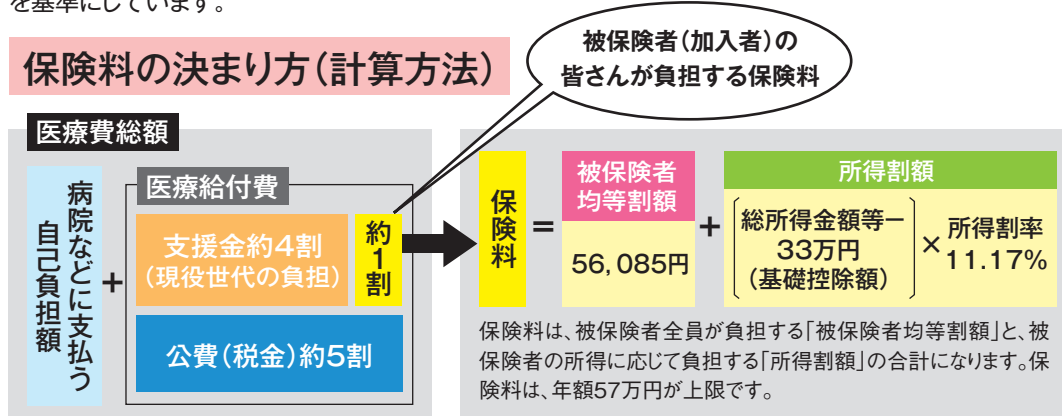 を基準にしています。
保険料の決まり方(計算方法)
被保険者(加入者)の
皆さんが負担する保険料
医療費総額
病院などに支払う
自己負担額
+
医療給付費
支援金約4割
(現役世代の負担)
約1割
公費(税金)約5割
保険料
=
被保険者
均等割額
56,085円
+
所得割額
総所得金額等ー
33万円
(基礎控除額)
×
所得割率
11.17%
保険料は、被保険者全員が負担する「被保険者均等割額」と、被
保険者の所得に応じて負担する「所得割額」の合計になります。保
険料は、年額57万円が上限です。